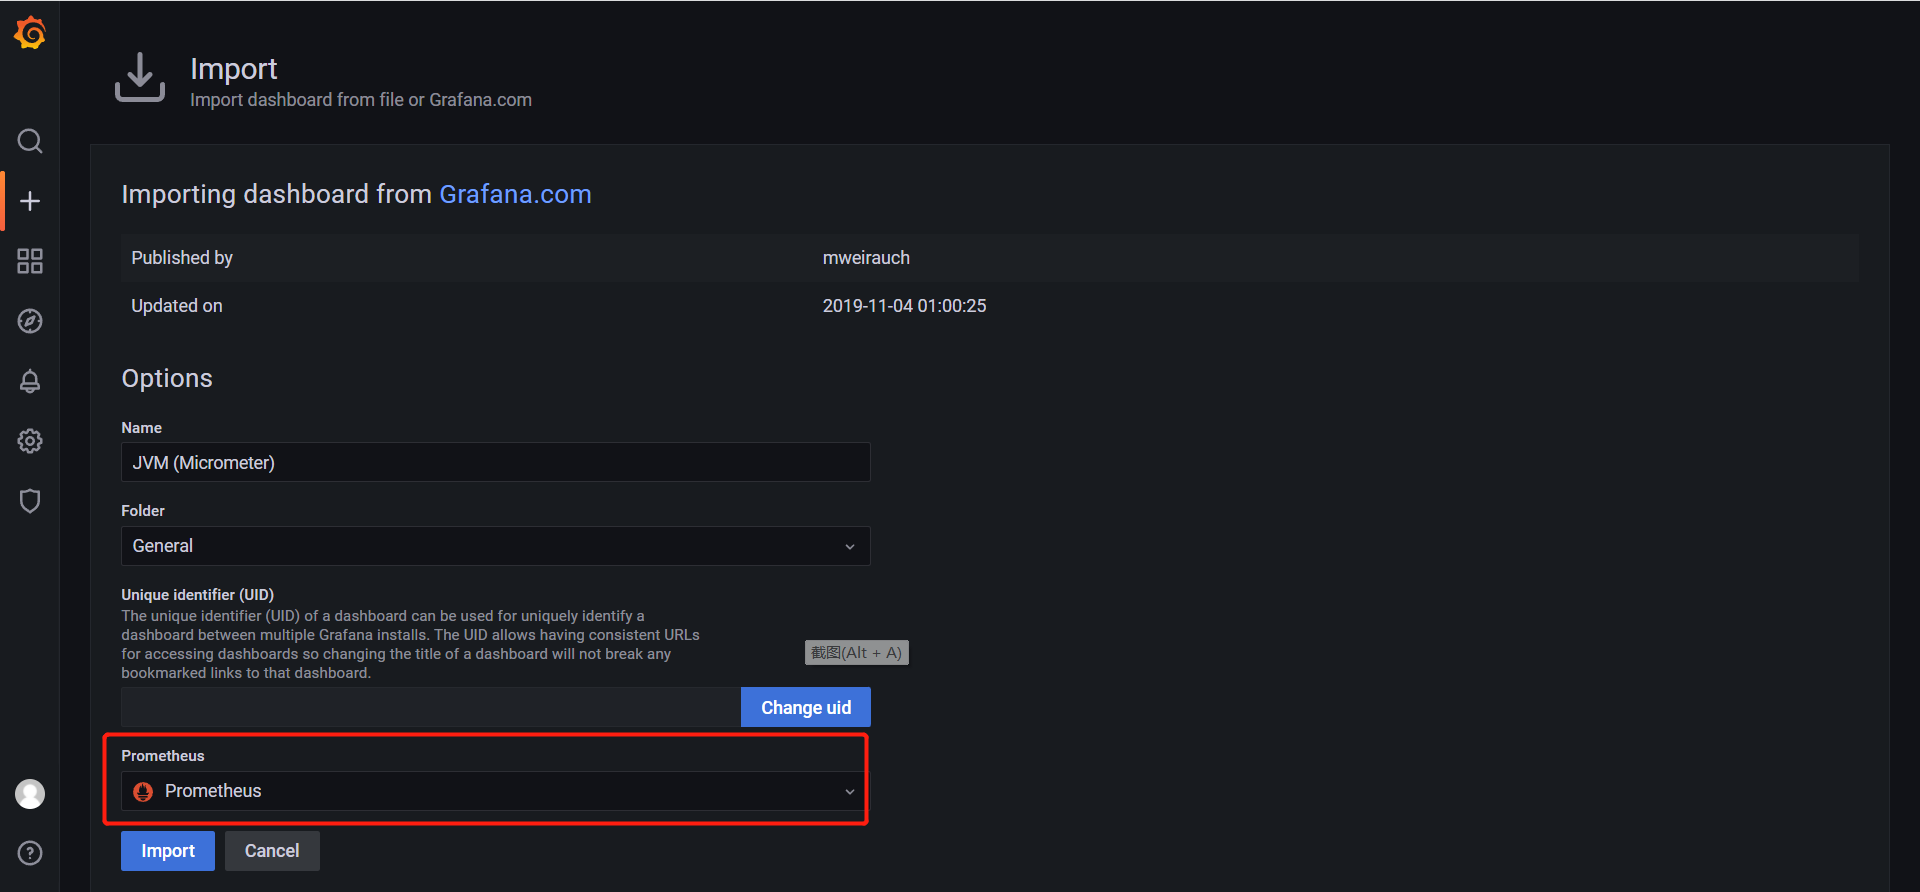 Import
Import dashboard from file or Grafana.com
Importing dashboard from Grafana.com
Published by mweirauch
Updated on 2019-11-04 01:00:25
Options
Name
JVM (Micrometer)
Folder
General
Unique identifier (UID)
The unique identifier (UID) of a dashboard can be used for uniquely identify a
dashboard between multiple Grafana installs. The UID allows having consistent URLs
for accessing dashboards so changing the title of a dashboard will not break any
bookmarked links to that dashboard.
截图(Alt + A)
Change uid
Prometheus
Prometheus
Import Cancel